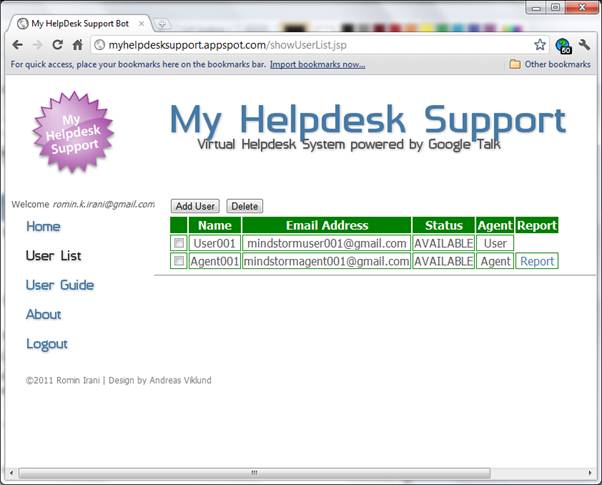 My HelpDesk Support Bot
myhelpdesksupport.appspot.com/showUserList.jsp
50
For quick access, place your bookmarks here on the bookmarks bar. Import bookmarks now...
Other bookmarks
My
Helpdesk
Support
My Helpdesk Support
Virtual Helpdesk System powered by Google Talk
Welcome romin.k.irani@gmail.com
Add User Delete
Name Email Address Status Agent Report
User001 mindstormuser001@gmail.com AVAILABLE User
Agent001 mindstormagent001@gmail.com AVAILABLE Agent Report
Home
User List
User Guide
About
Logout
©2011 Romin Irani | Design by Andreas Viklund